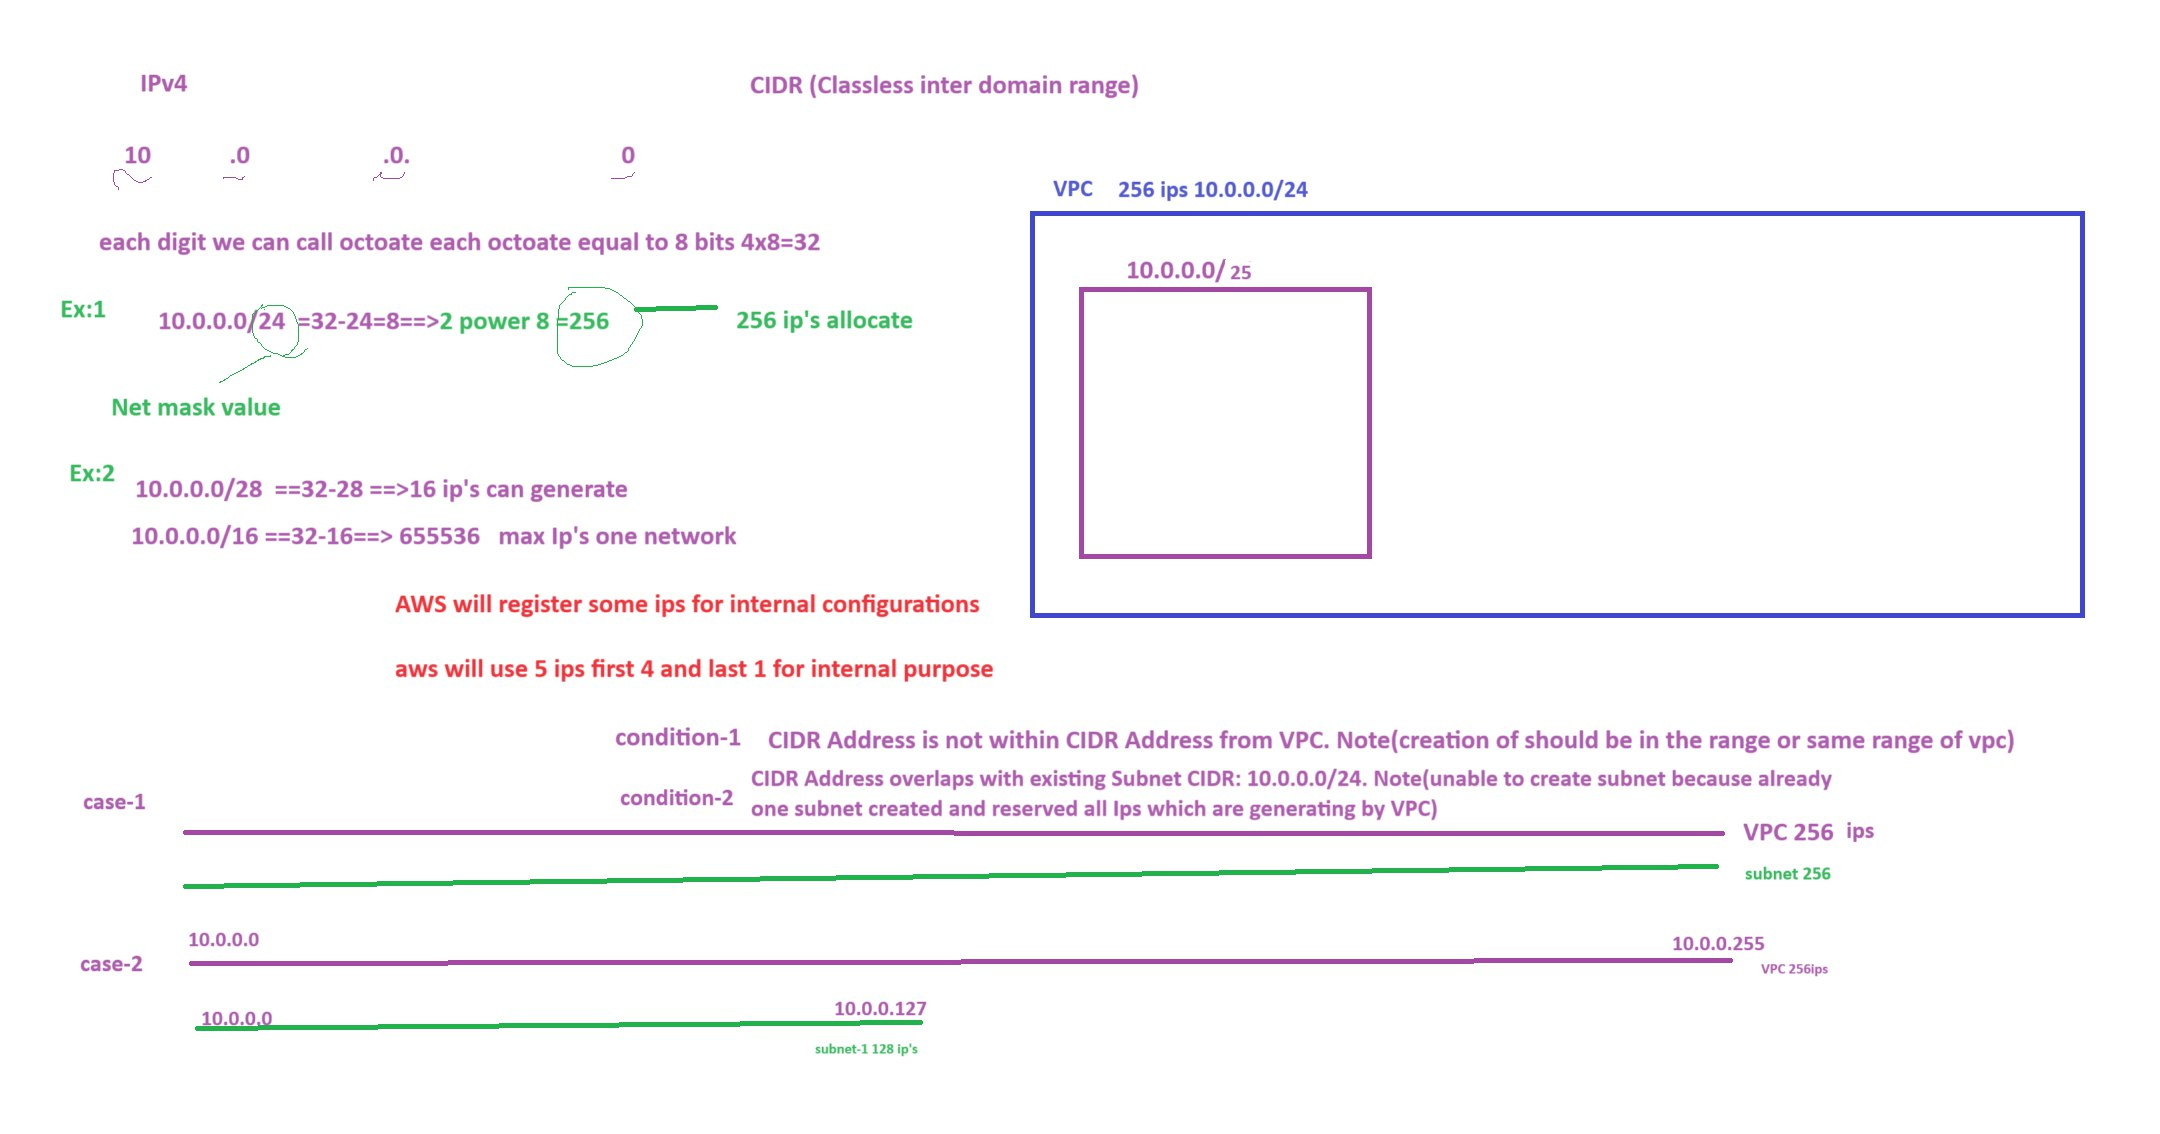 IPv4
CIDR (Classless inter domain range)
10 .0 .0. 0
VPC 256 ips 10.0.0.0/24
each digit we can call octoate each octoate equal to 8 bits 4x8=32
10.0.0.0/ 25
Ex:1
10.0.0.0/24 =32-24=8==>2 power 8 =256
256 ip's allocate
Net mask value
Ex:2
10.0.0.0/28 ==32-28 ==>16 ip's can generate
10.0.0.0/16 ==32-16==> 655536 max Ip's one network
AWS will register some ips for internal configurations
aws will use 5 ips first 4 and last 1 for internal purpose
condition-1 CIDR Address is not within CIDR Address from VPC. Note(creation of should be in the range or same range of vpc)
condition-2 CIDR Address overlaps with existing Subnet CIDR: 10.0.0.0/24. Note(unable to create subnet because already
one subnet created and reserved all Ips which are generating by VPC)
case-1
VPC 256 ips
subnet 256
case-2
10.0.0.0
10.0.0.255
VPC 256ips
10.0.0.0
10.0.0.127
subnet-1 128 ip's